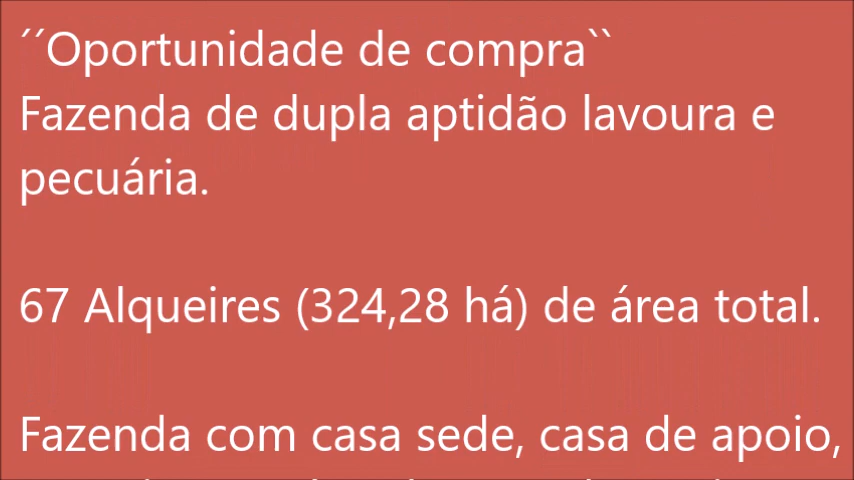 ´´Oportunidade de compra``
Fazenda de dupla aptidão lavoura e
pecuária.
67 Alqueires (324,28 há) de área total.
Fazenda com casa sede, casa de apoio,